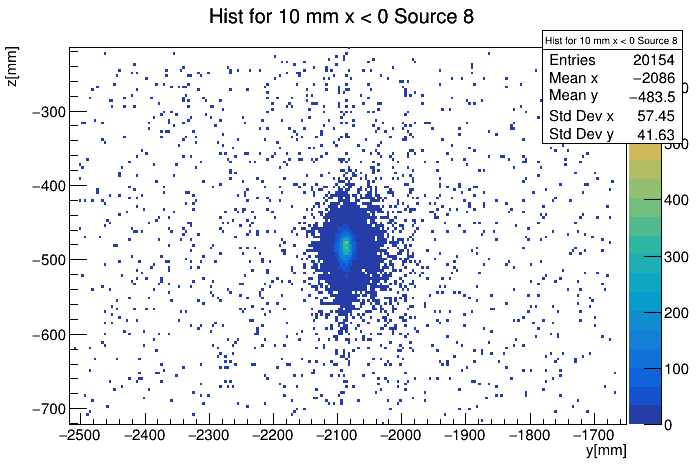 Hist for 10 mm x < 0 Source 8
z[mm]
Hist for 10 mm x < 0 Source 8
Entries 20154
Mean x −2086
Mean y −483.5
Std Dev x 57.45
Std Dev y 41.63
−300
−400
−500
−600
−700
400
300
200
100
0
−2500 −2400 −2300 −2200 −2100 −2000 −1900 −1800 −1700
y[mm]